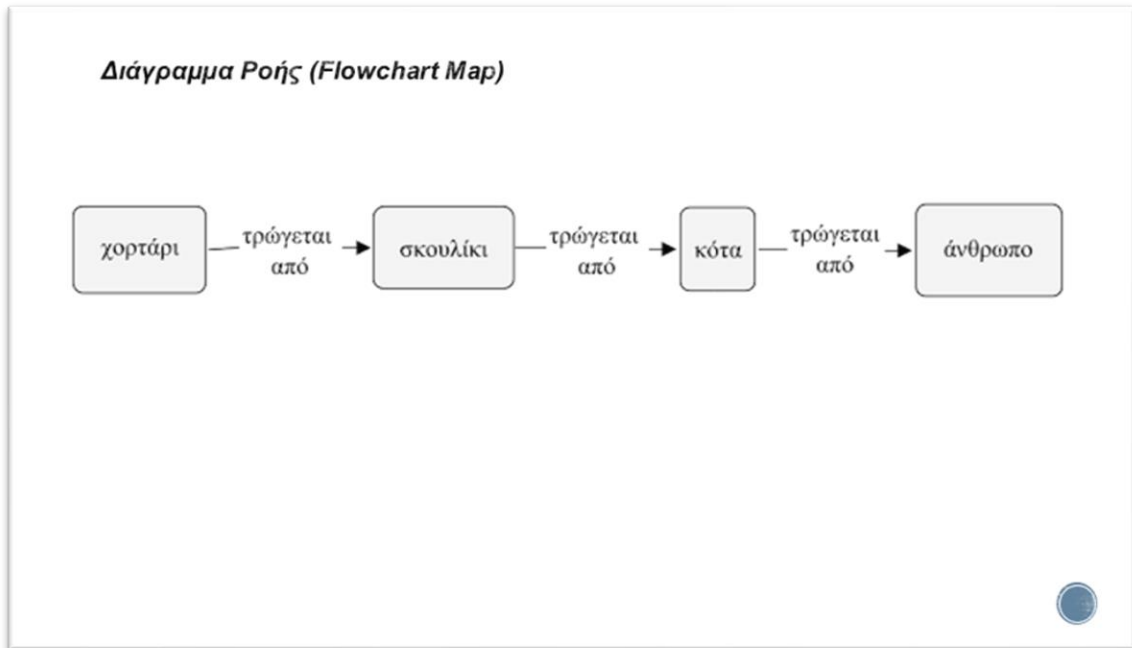 Διάγραμμα Ροής (Flowchart Map)
χορτάρι
τρώγεται
από
σκουλίκι
τρώγεται
από
κότα
τρώγεται
από
άνθρωπο